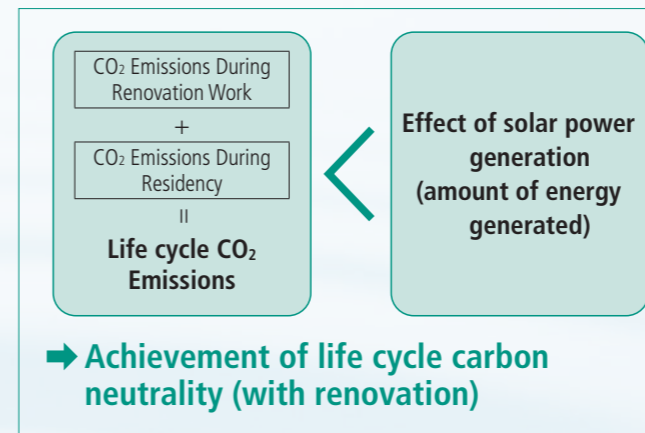 CO₂ Emissions During
Renovation Work
+
CO₂ Emissions During
Residency
=
Life cycle CO₂
Emissions
<
Effect of solar power
generation
(amount of energy
generated)
➡ Achievement of life cycle carbon
neutrality (with renovation)